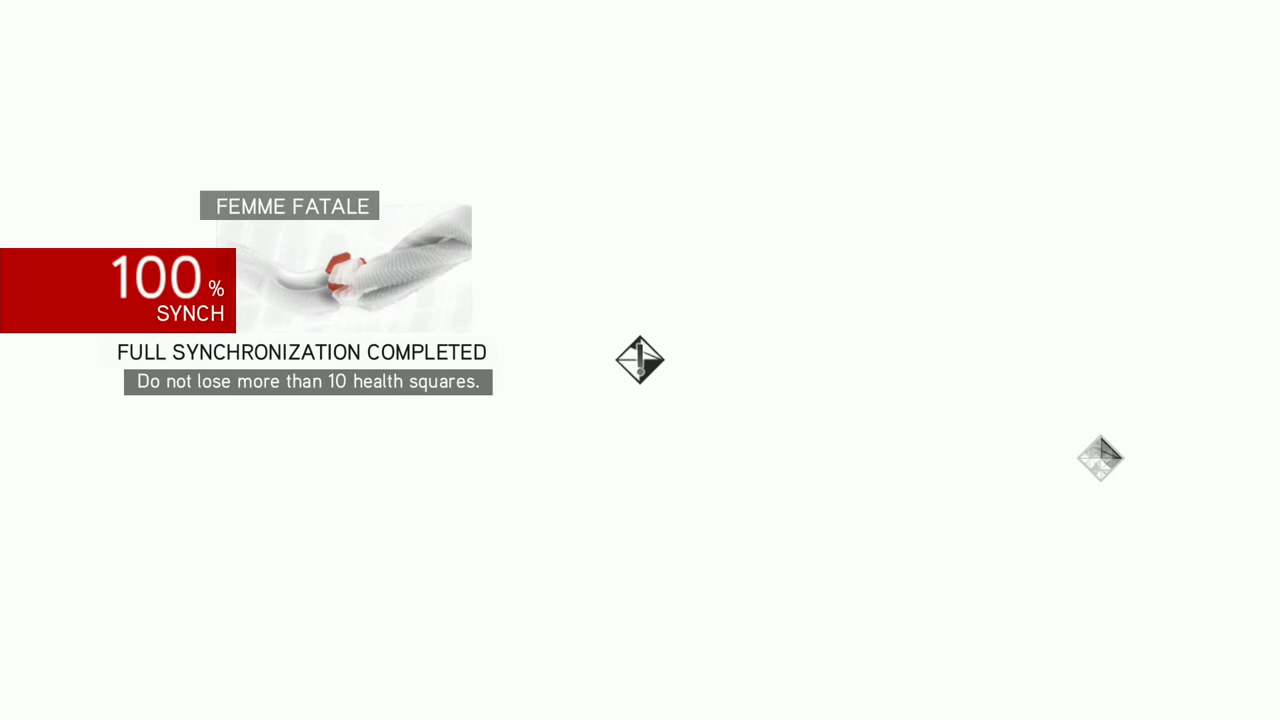 FEMME FATALE
100 %
SYNCH
FULL SYNCHRONIZATION COMPLETED
Do not lose more than 10 health squares.